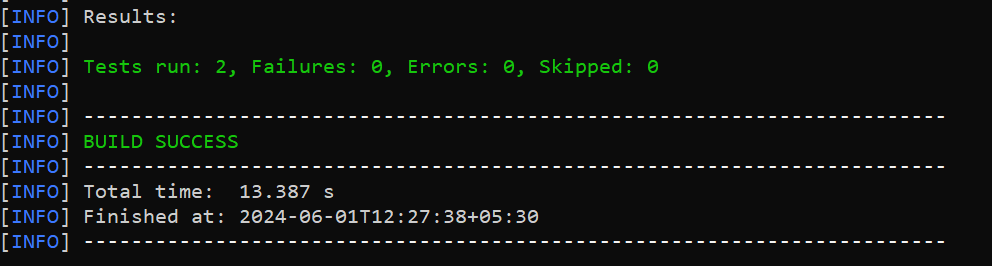 [INFO] Results:
[INFO]
[INFO] Tests run: 2, Failures: 0, Errors: 0, Skipped: 0
[INFO]
[INFO] ------------------------------------------------------------------------
[INFO] BUILD SUCCESS
[INFO] ------------------------------------------------------------------------
[INFO] Total time:  13.387 s
[INFO] Finished at: 2024-06-01T12:27:38+05:30
[INFO] ------------------------------------------------------------------------